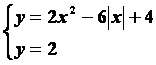 y = 2x² − 6|x| + 4
y = 2